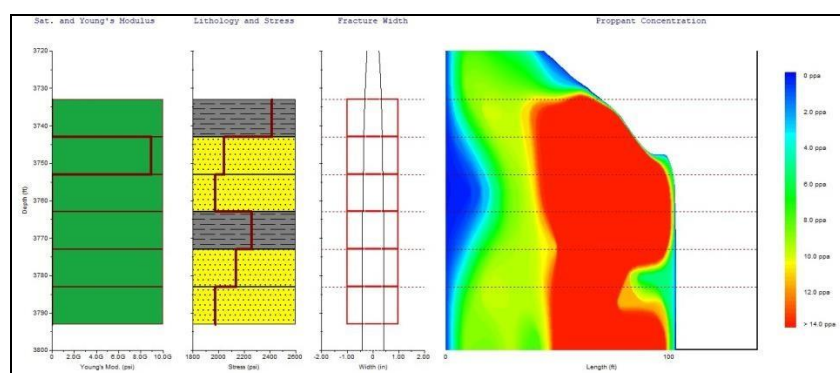 Sat. and Young's Modulus
Lithology and Stress
Fracture Width
Proppant Concentration
3720
3730
3740
3750
3760
3770
3780
3790
3800
Depth (ft)
0 2.0G 4.0G 6.0G 8.0G 10.0G
Young's Mod. (psi)
1800 2000 2200 2400 2600
Stress (psi)
-2.00 -1.00 0 1.00 2.00
Width (in)
100
Length (ft)
0 ppa
2.0 ppa
4.0 ppa
6.0 ppa
8.0 ppa
10.0 ppa
12.0 ppa
> 14.0 ppa